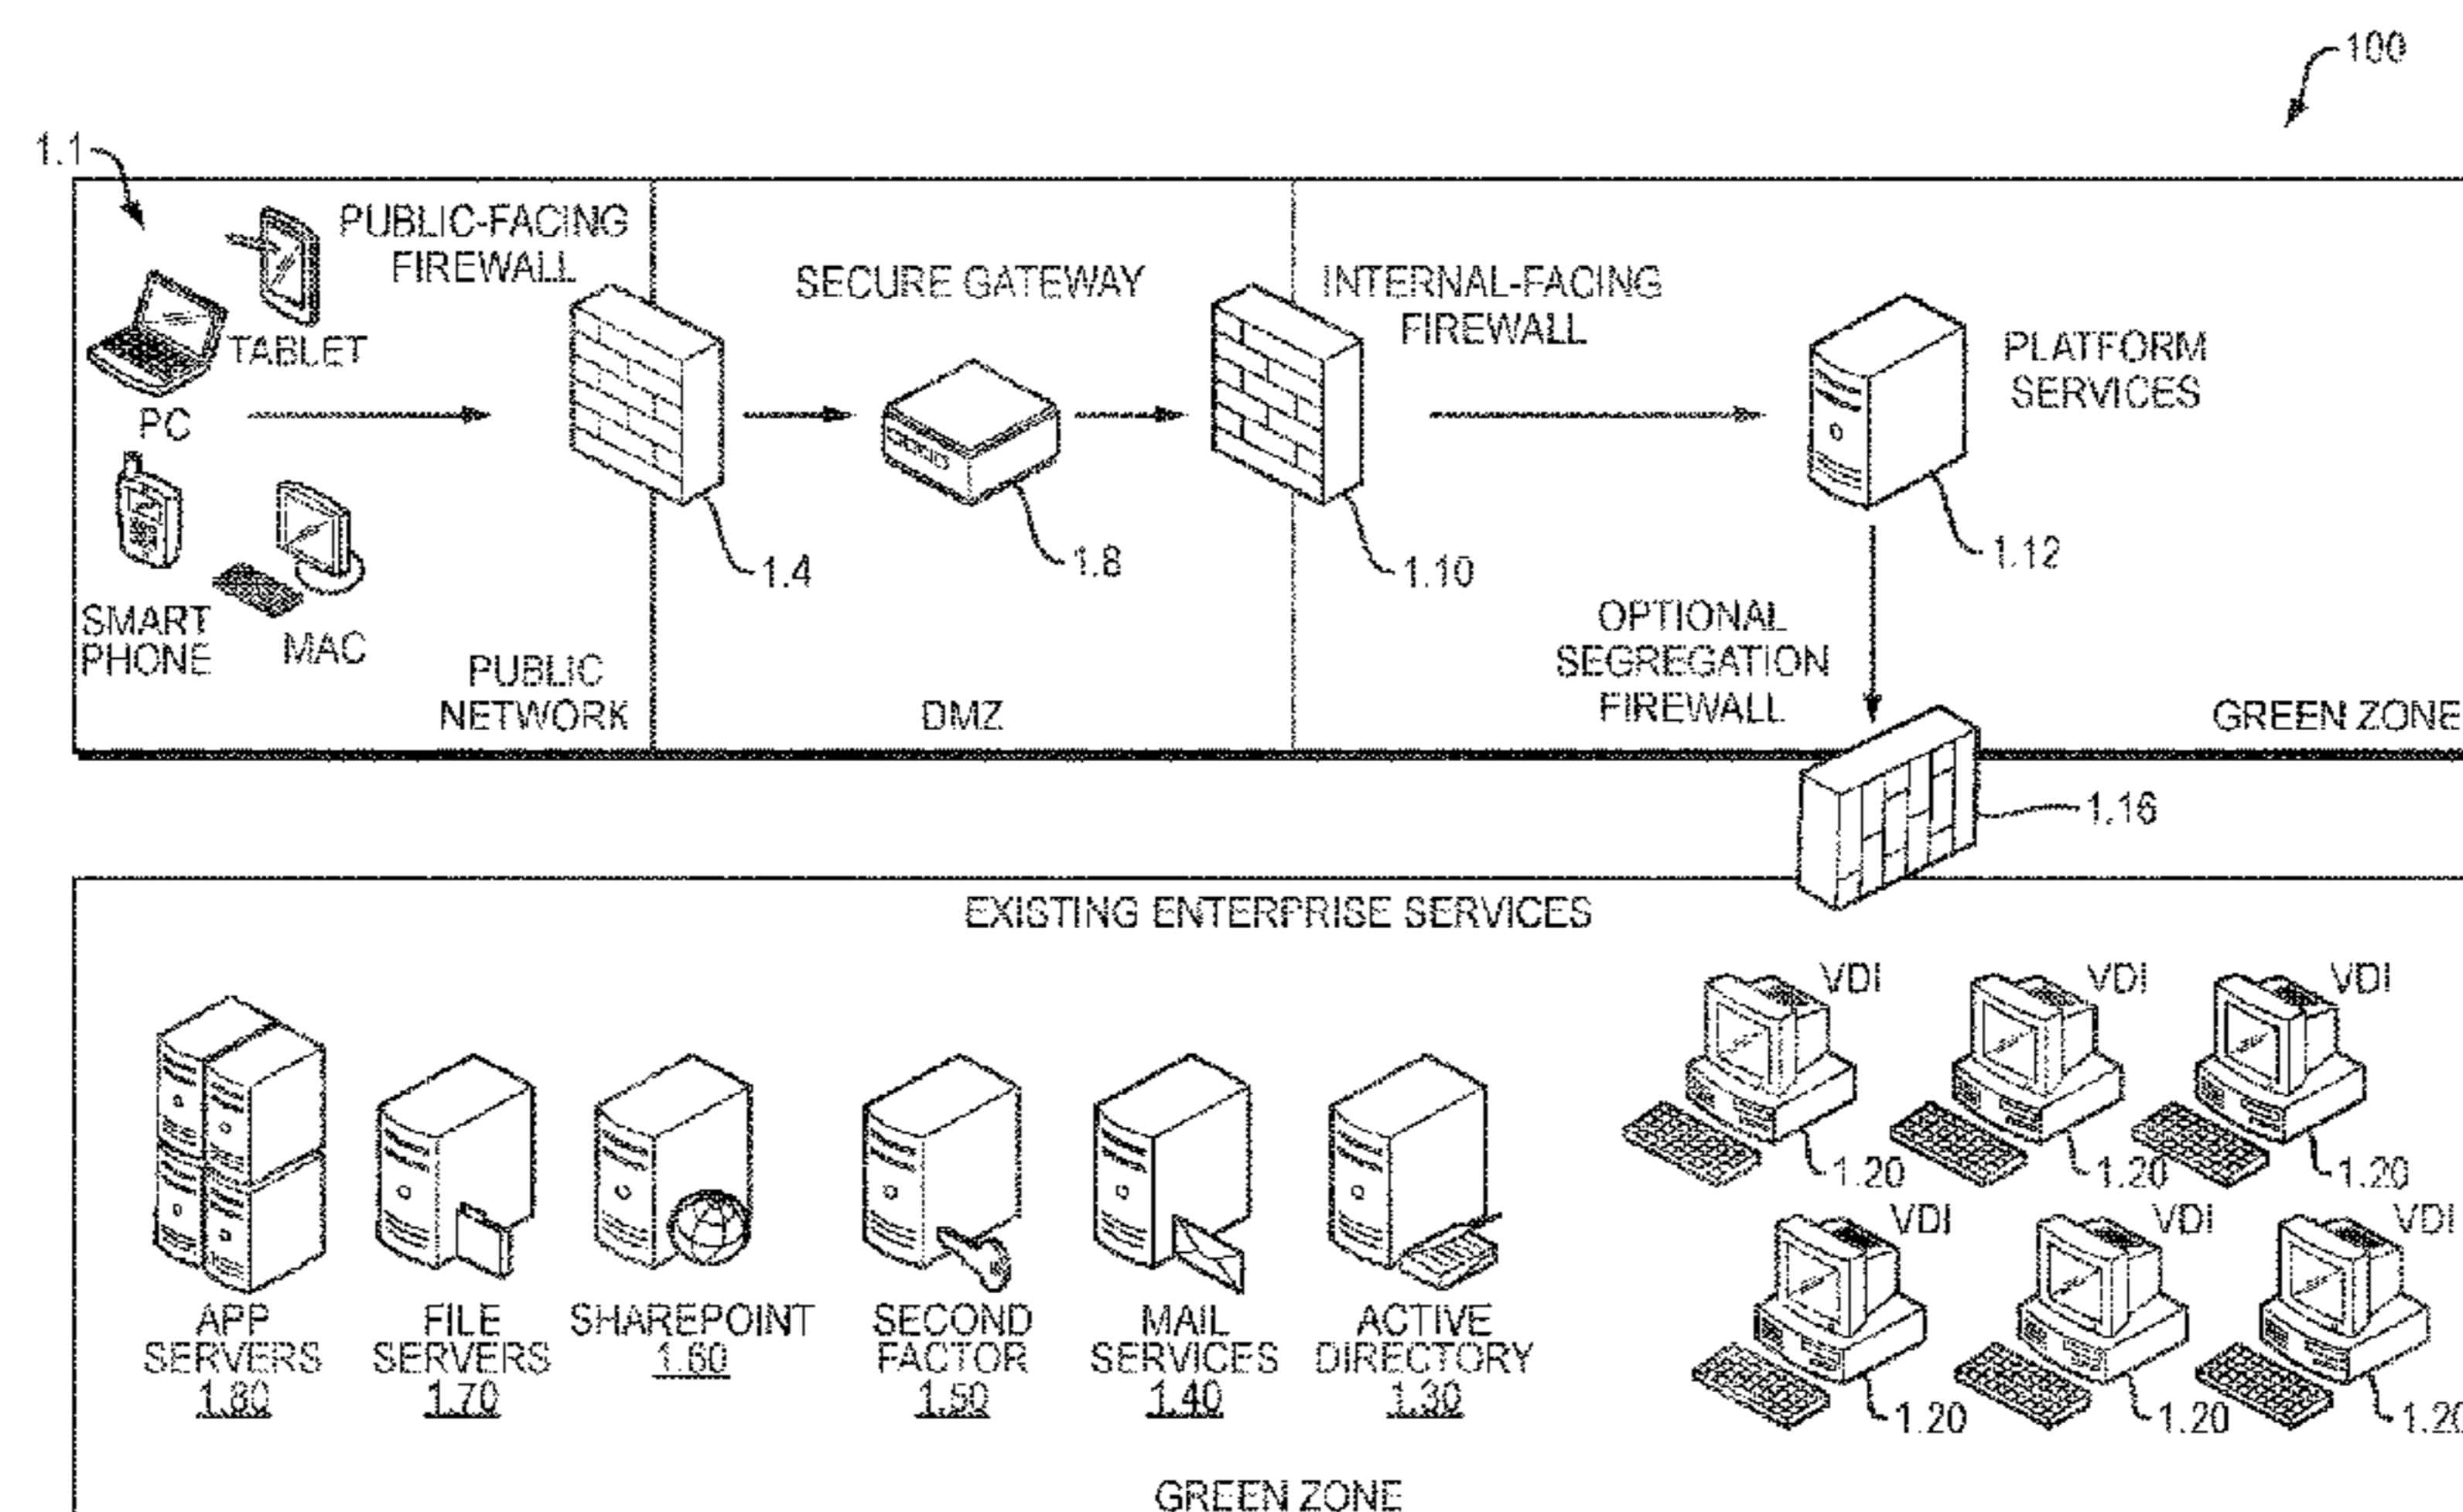 100
1.1
PUBLIC-FACING
FIREWALL
TABLET
PC
SMART
PHONE
MAC
PUBLIC
NETWORK
1.4
SECURE GATEWAY
1.8
DMZ
INTERNAL-FACING
FIREWALL
1.10
PLATFORM
SERVICES
1.12
OPTIONAL
SEGREGATION
FIREWALL
GREEN ZONE
1.16
EXISTING ENTERPRISE SERVICES
APP
SERVERS
1.80
FILE
SERVERS
1.70
SHAREPOINT
1.60
SECOND
FACTOR
1.50
MAIL
SERVICES
1.40
ACTIVE
DIRECTORY
1.30
VDI
VDI
VDI
1.20
1.20
1.20
VDI
VDI
VDI
1.20
1.20
1.20
GREEN ZONE